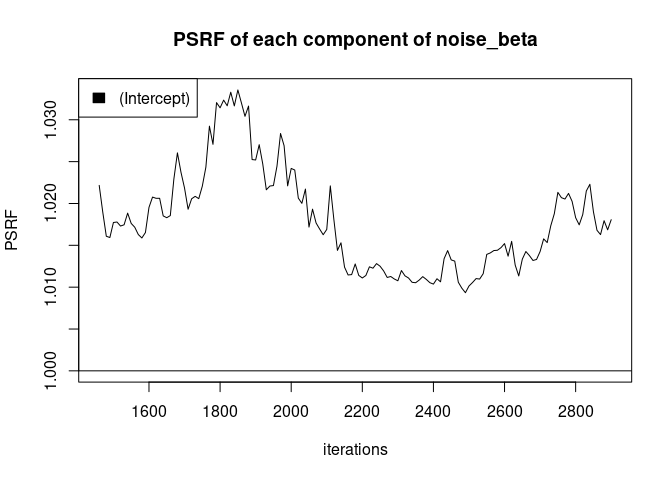 PSRF of each component of noise_beta
(Intercept)
PSRF
1.030
1.020
1.010
1.000
1600 1800 2000 2200 2400 2600 2800
iterations